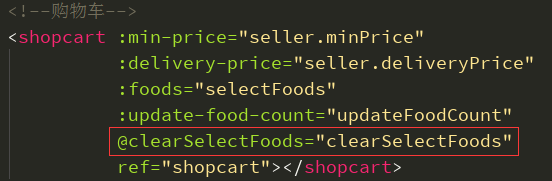 <!--购物车-->
<shopcart :min-price="seller.minPrice"
:delivery-price="seller.deliveryPrice"
:foods="selectFoods"
:update-food-count="updateFoodCount"
@clearSelectFoods="clearSelectFoods"
ref="shopcart"></shopcart>